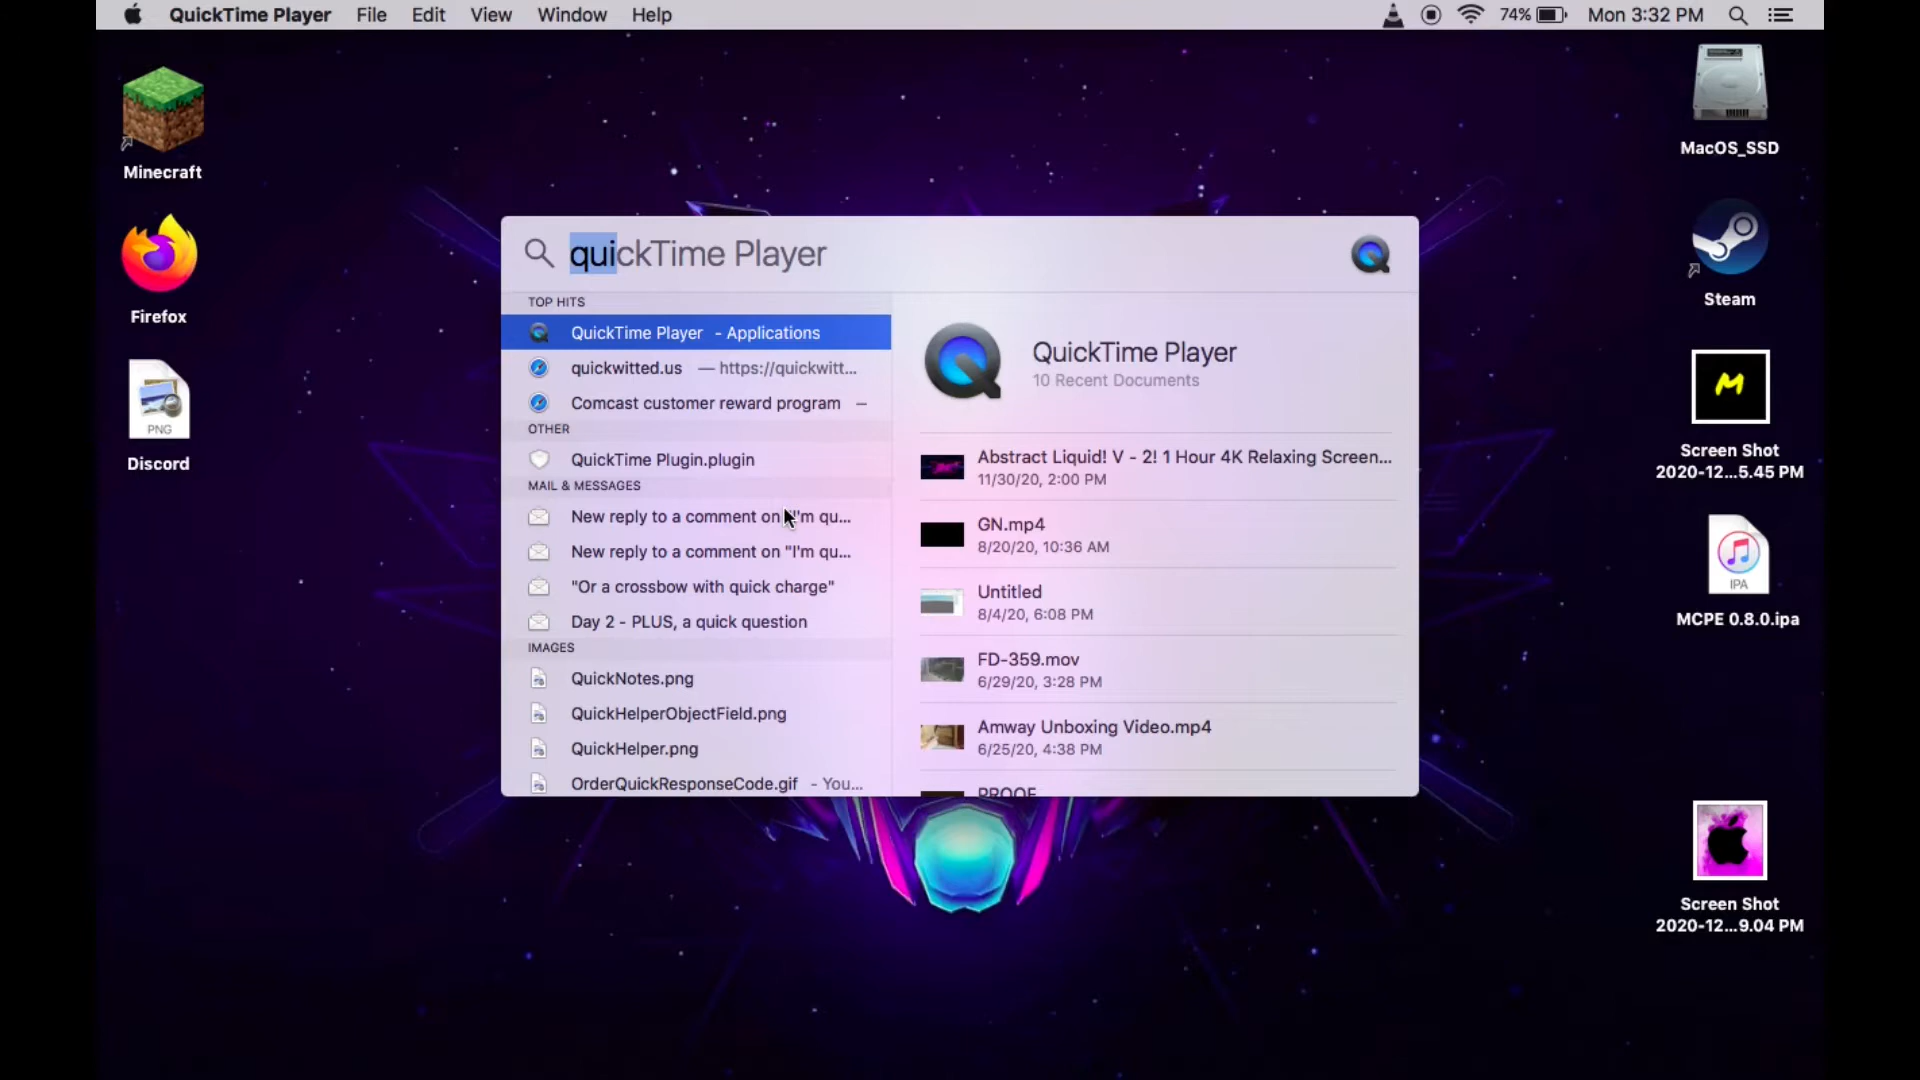 QuickTime Player File Edit View Window Help 74% Mon 3:32 PM
Minecraft
Firefox
PNG
Discord
quickTime Player
TOP HITS
QuickTime Player - Applications
quickwitted.us — https://quickwitt...
Comcast customer reward program –
OTHER
QuickTime Plugin.plugin
MAIL & MESSAGES
New reply to a comment on "I'm qu...
New reply to a comment on "I'm qu...
"Or a crossbow with quick charge"
Day 2 - PLUS, a quick question
IMAGES
QuickNotes.png
QuickHelperObjectField.png
QuickHelper.png
OrderQuickResponseCode.gif - You...
QuickTime Player
10 Recent Documents
Abstract Liquid! V - 2! 1 Hour 4K Relaxing Screen...
11/30/20, 2:00 PM
GN.mp4
8/20/20, 10:36 AM
Untitled
8/4/20, 6:08 PM
FD-359.mov
6/29/20, 3:28 PM
Amway Unboxing Video.mp4
6/25/20, 4:38 PM
PROOF
MacOS_SSD
Steam
M
Screen Shot
2020-12...5.45 PM
IPA
MCPE 0.8.0.ipa
Screen Shot
2020-12...9.04 PM